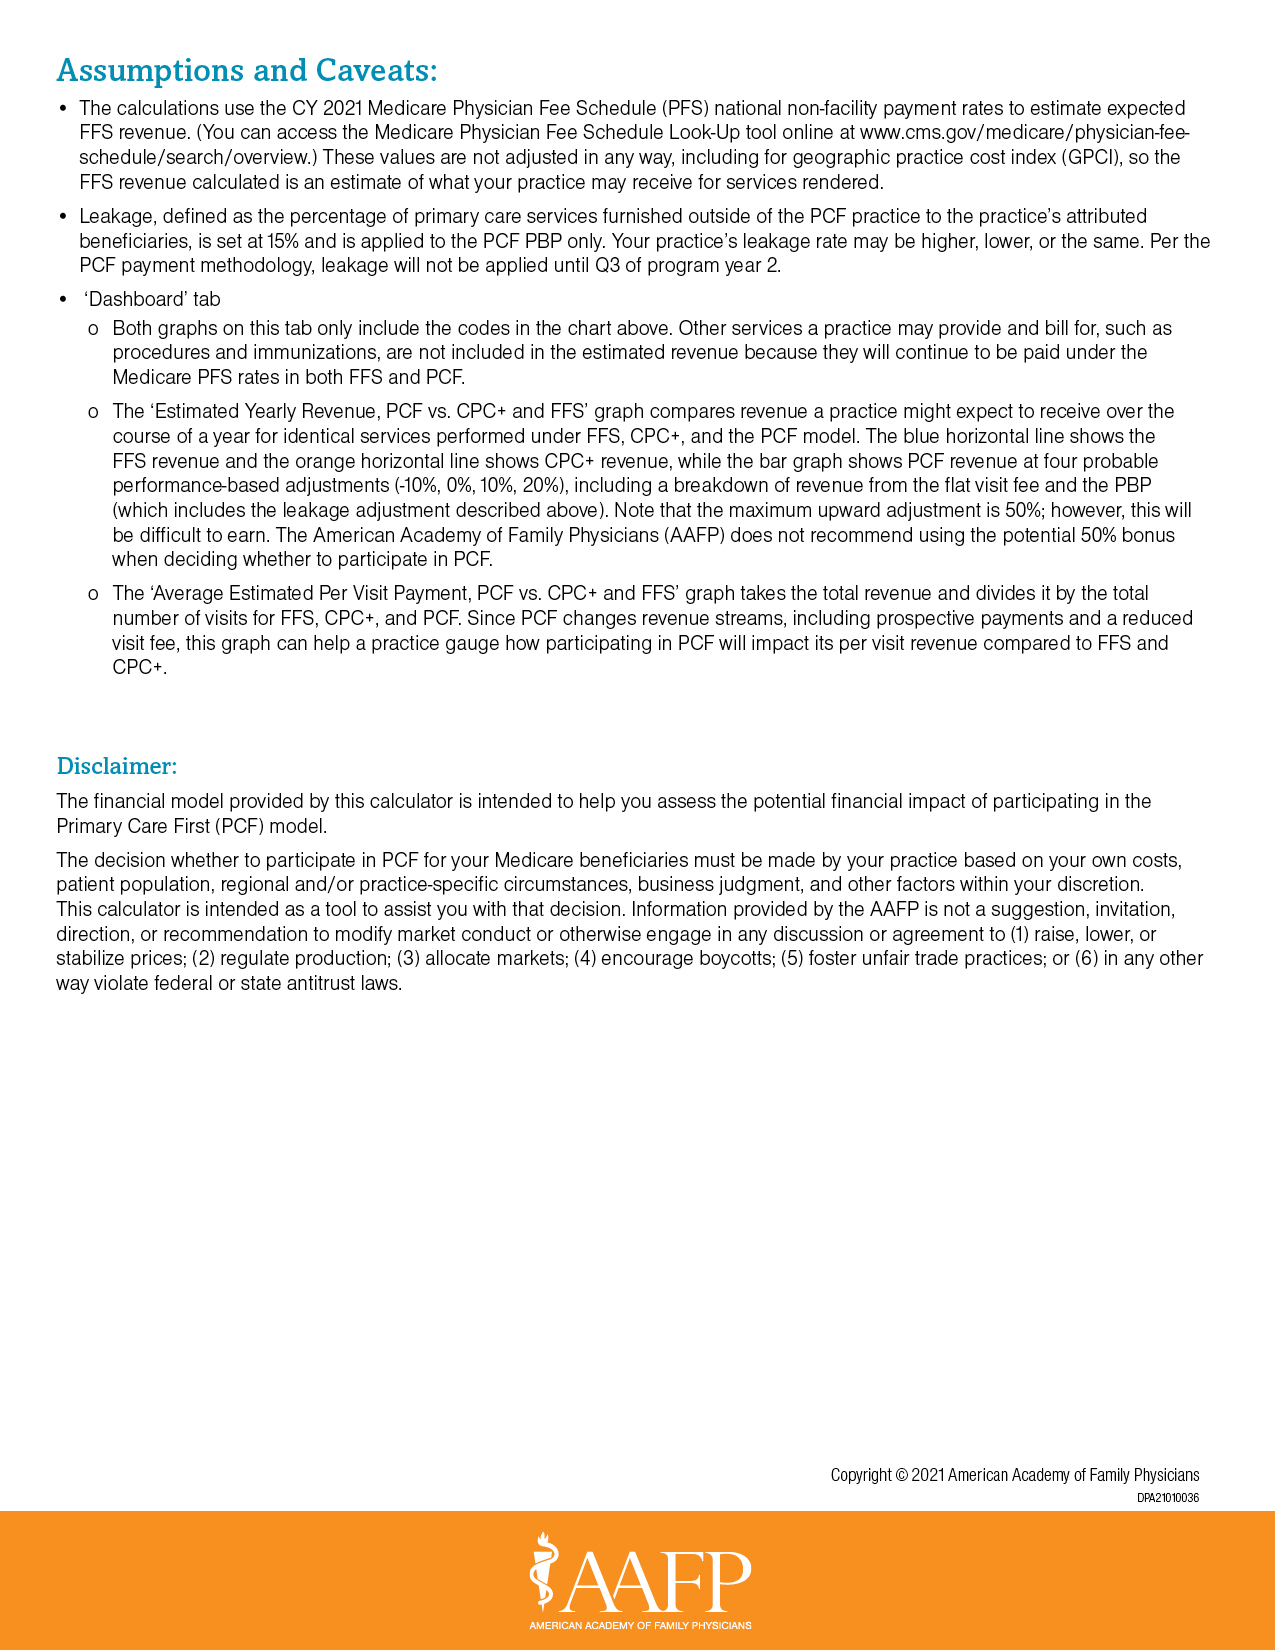 Assumptions and Caveats:
• The calculations use the CY 2021 Medicare Physician Fee Schedule (PFS) national non-facility payment rates to estimate expected
FFS revenue. (You can access the Medicare Physician Fee Schedule Look-Up tool online at www.cms.gov/medicare/physician-fee-
schedule/search/overview.) These values are not adjusted in any way, including for geographic practice cost index (GPCI), so the
FFS revenue calculated is an estimate of what your practice may receive for services rendered.
• Leakage, defined as the percentage of primary care services furnished outside of the PCF practice to the practice’s attributed
beneficiaries, is set at 15% and is applied to the PCF PBP only. Your practice’s leakage rate may be higher, lower, or the same. Per the
PCF payment methodology, leakage will not be applied until Q3 of program year 2.
• ‘Dashboard’ tab
o Both graphs on this tab only include the codes in the chart above. Other services a practice may provide and bill for, such as
procedures and immunizations, are not included in the estimated revenue because they will continue to be paid under the
Medicare PFS rates in both FFS and PCF.
o The ‘Estimated Yearly Revenue, PCF vs. CPC+ and FFS’ graph compares revenue a practice might expect to receive over the
course of a year for identical services performed under FFS, CPC+, and the PCF model. The blue horizontal line shows the
FFS revenue and the orange horizontal line shows CPC+ revenue, while the bar graph shows PCF revenue at four probable
performance-based adjustments (-10%, 0%, 10%, 20%), including a breakdown of revenue from the flat visit fee and the PBP
(which includes the leakage adjustment described above). Note that the maximum upward adjustment is 50%; however, this will
be difficult to earn. The American Academy of Family Physicians (AAFP) does not recommend using the potential 50% bonus
when deciding whether to participate in PCF.
o The ‘Average Estimated Per Visit Payment, PCF vs. CPC+ and FFS’ graph takes the total revenue and divides it by the total
number of visits for FFS, CPC+, and PCF. Since PCF changes revenue streams, including prospective payments and a reduced
visit fee, this graph can help a practice gauge how participating in PCF will impact its per visit revenue compared to FFS and
CPC+.
Disclaimer:
The financial model provided by this calculator is intended to help you assess the potential financial impact of participating in the
Primary Care First (PCF) model.
The decision whether to participate in PCF for your Medicare beneficiaries must be made by your practice based on your own costs,
patient population, regional and/or practice-specific circumstances, business judgment, and other factors within your discretion.
This calculator is intended as a tool to assist you with that decision. Information provided by the AAFP is not a suggestion, invitation,
direction, or recommendation to modify market conduct or otherwise engage in any discussion or agreement to (1) raise, lower, or
stabilize prices; (2) regulate production; (3) allocate markets; (4) encourage boycotts; (5) foster unfair trade practices; or (6) in any other
way violate federal or state antitrust laws.
Copyright © 2021 American Academy of Family Physicians
DPA21010036
AAFP
AMERICAN ACADEMY OF FAMILY PHYSICIANS